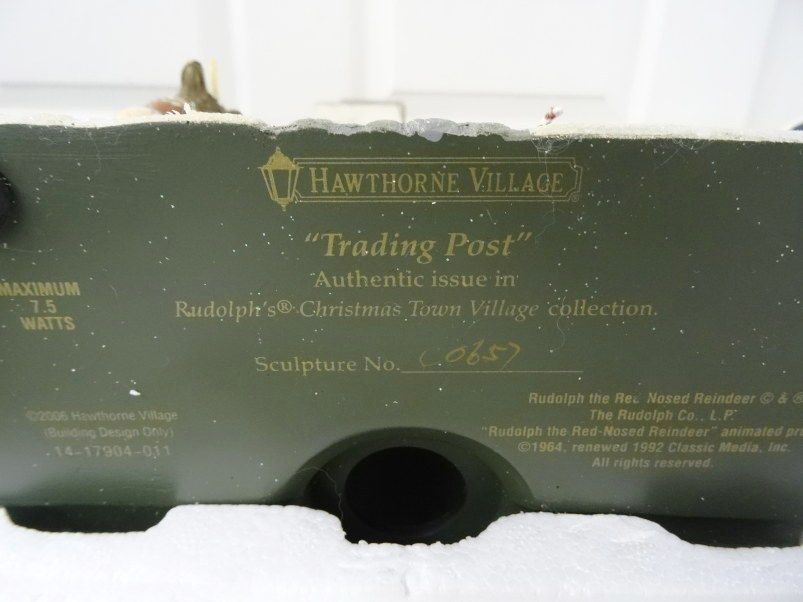 HAWTHORNE VILLAGE
"Trading Post"
Authentic issue in
Rudolph's® Christmas Town Village collection.
Sculpture No.
MAXIMUM
7.5
WATTS
©2006 Hawthorne Village
(Building Design Only)
14-17904-011
Rudolph the Red Nosed Reindeer © & ®
The Rudolph Co., L.P.
"Rudolph the Red-Nosed Reindeer" animated
©1964, renewed 1992 Classic Media, Inc.
All rights reserved.